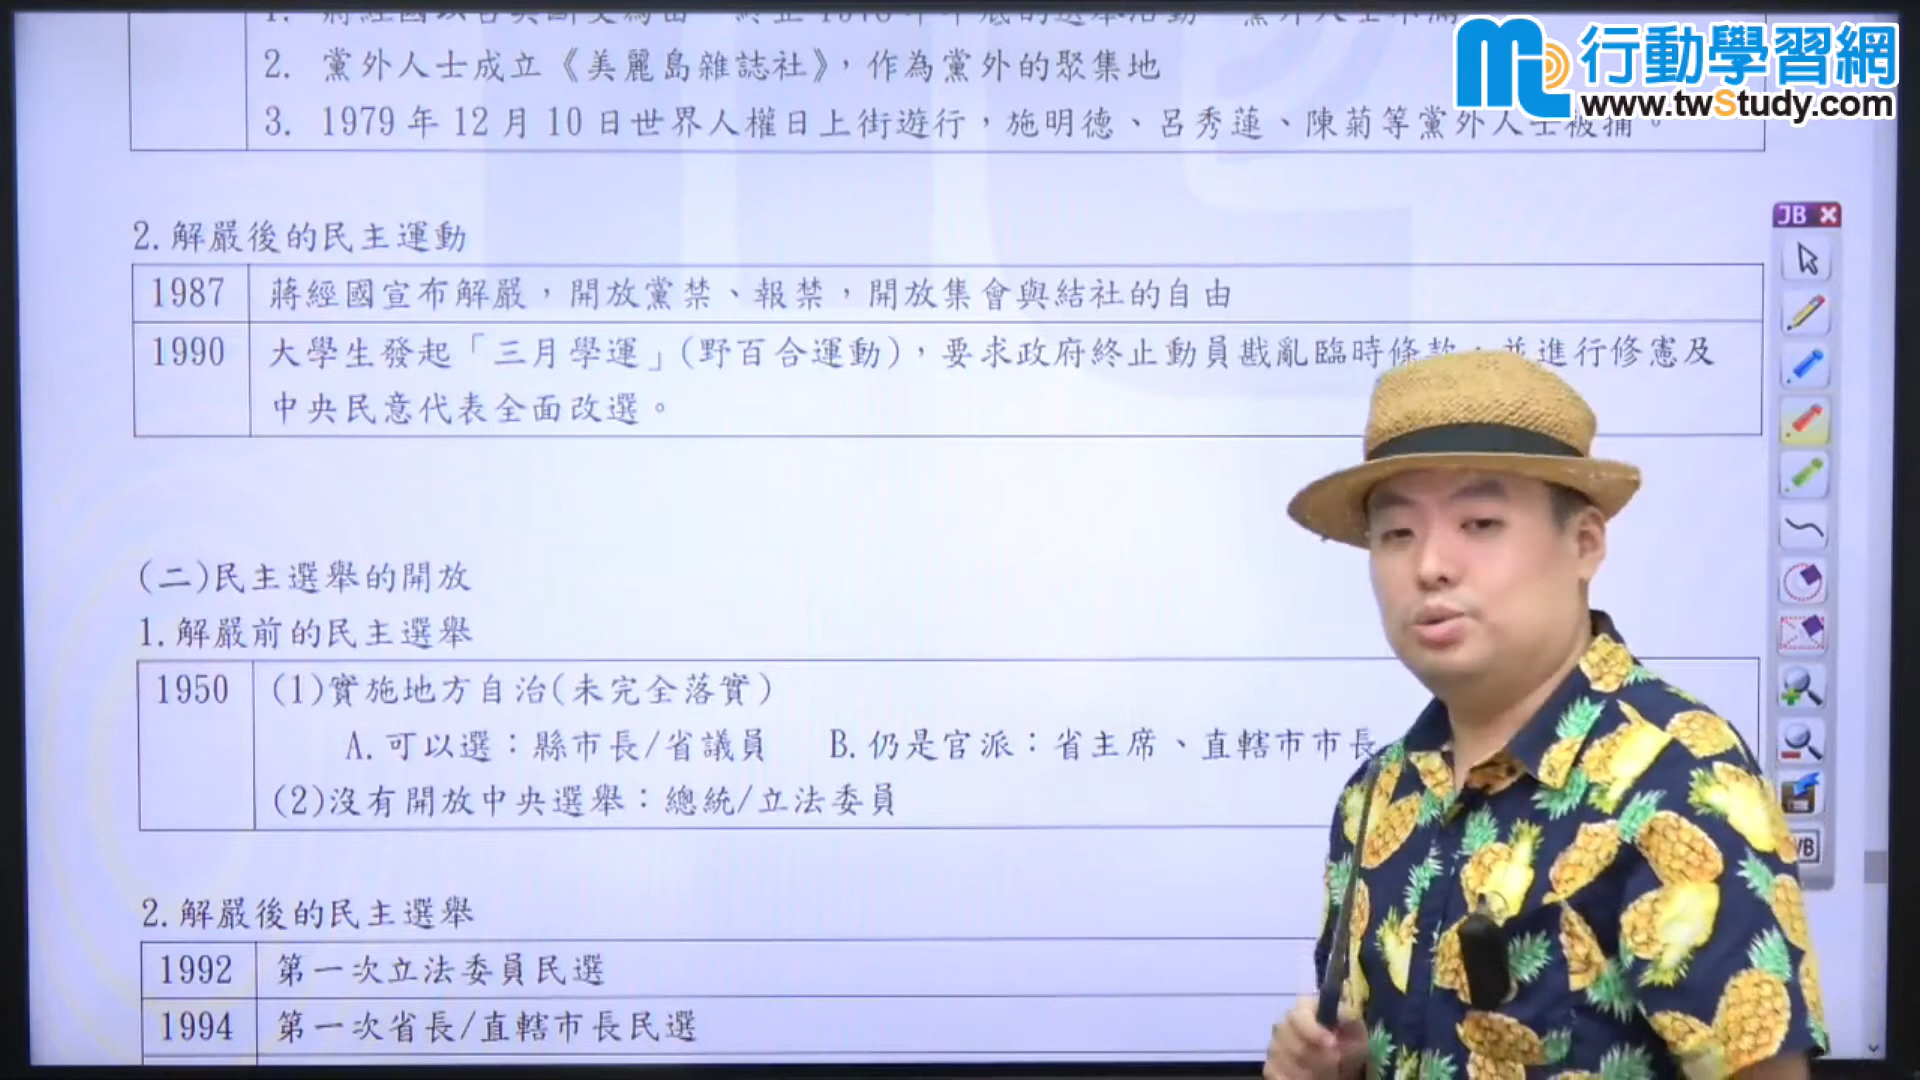 行動學習網
www.twStudy.com
2. 黨外人士成立《美麗島雜誌社》，作為黨外的聚集地
3. 1979 年 12 月 10 日世界人權日上街遊行，施明德、呂秀蓮、陳菊等黨外人士被捕。
JB
2.解嚴後的民主運動
1987 蔣經國宣布解嚴，開放黨禁、報禁，開放集會與結社的自由
1990 大學生發起「三月學運」(野百合運動)，要求政府終止動員戡亂臨時條款，並進行修憲及
中央民意代表全面改選。
(二)民主選舉的開放
1.解嚴前的民主選舉
1950 (1)實施地方自治(未完全落實)
A.可以選：縣市長/省議員 B.仍是官派：省主席、直轄市市長
(2)沒有開放中央選舉：總統/立法委員
2.解嚴後的民主選舉
1992 第一次立法委員民選
1994 第一次省長/直轄市長民選